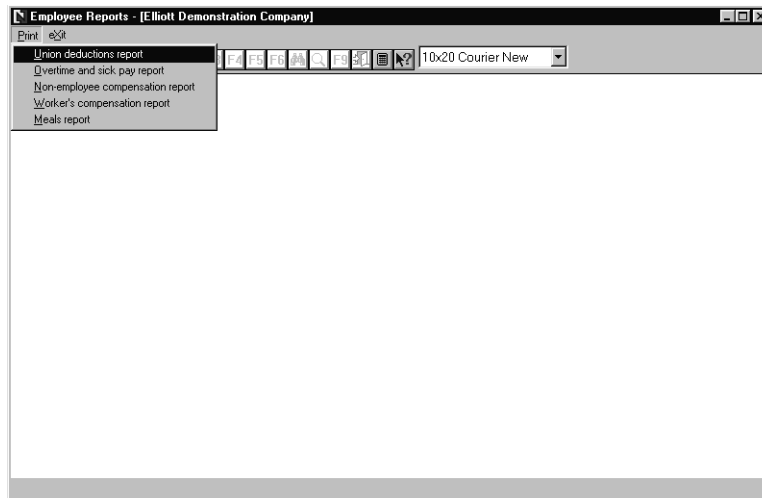 Employee Reports - [Elliott Demonstration Company]
Print eXit
Union deductions report
F4 F5 F6 F9 10x20 Courier New
Overtime and sick pay report
Non-employee compensation report
Worker's compensation report
Meals report